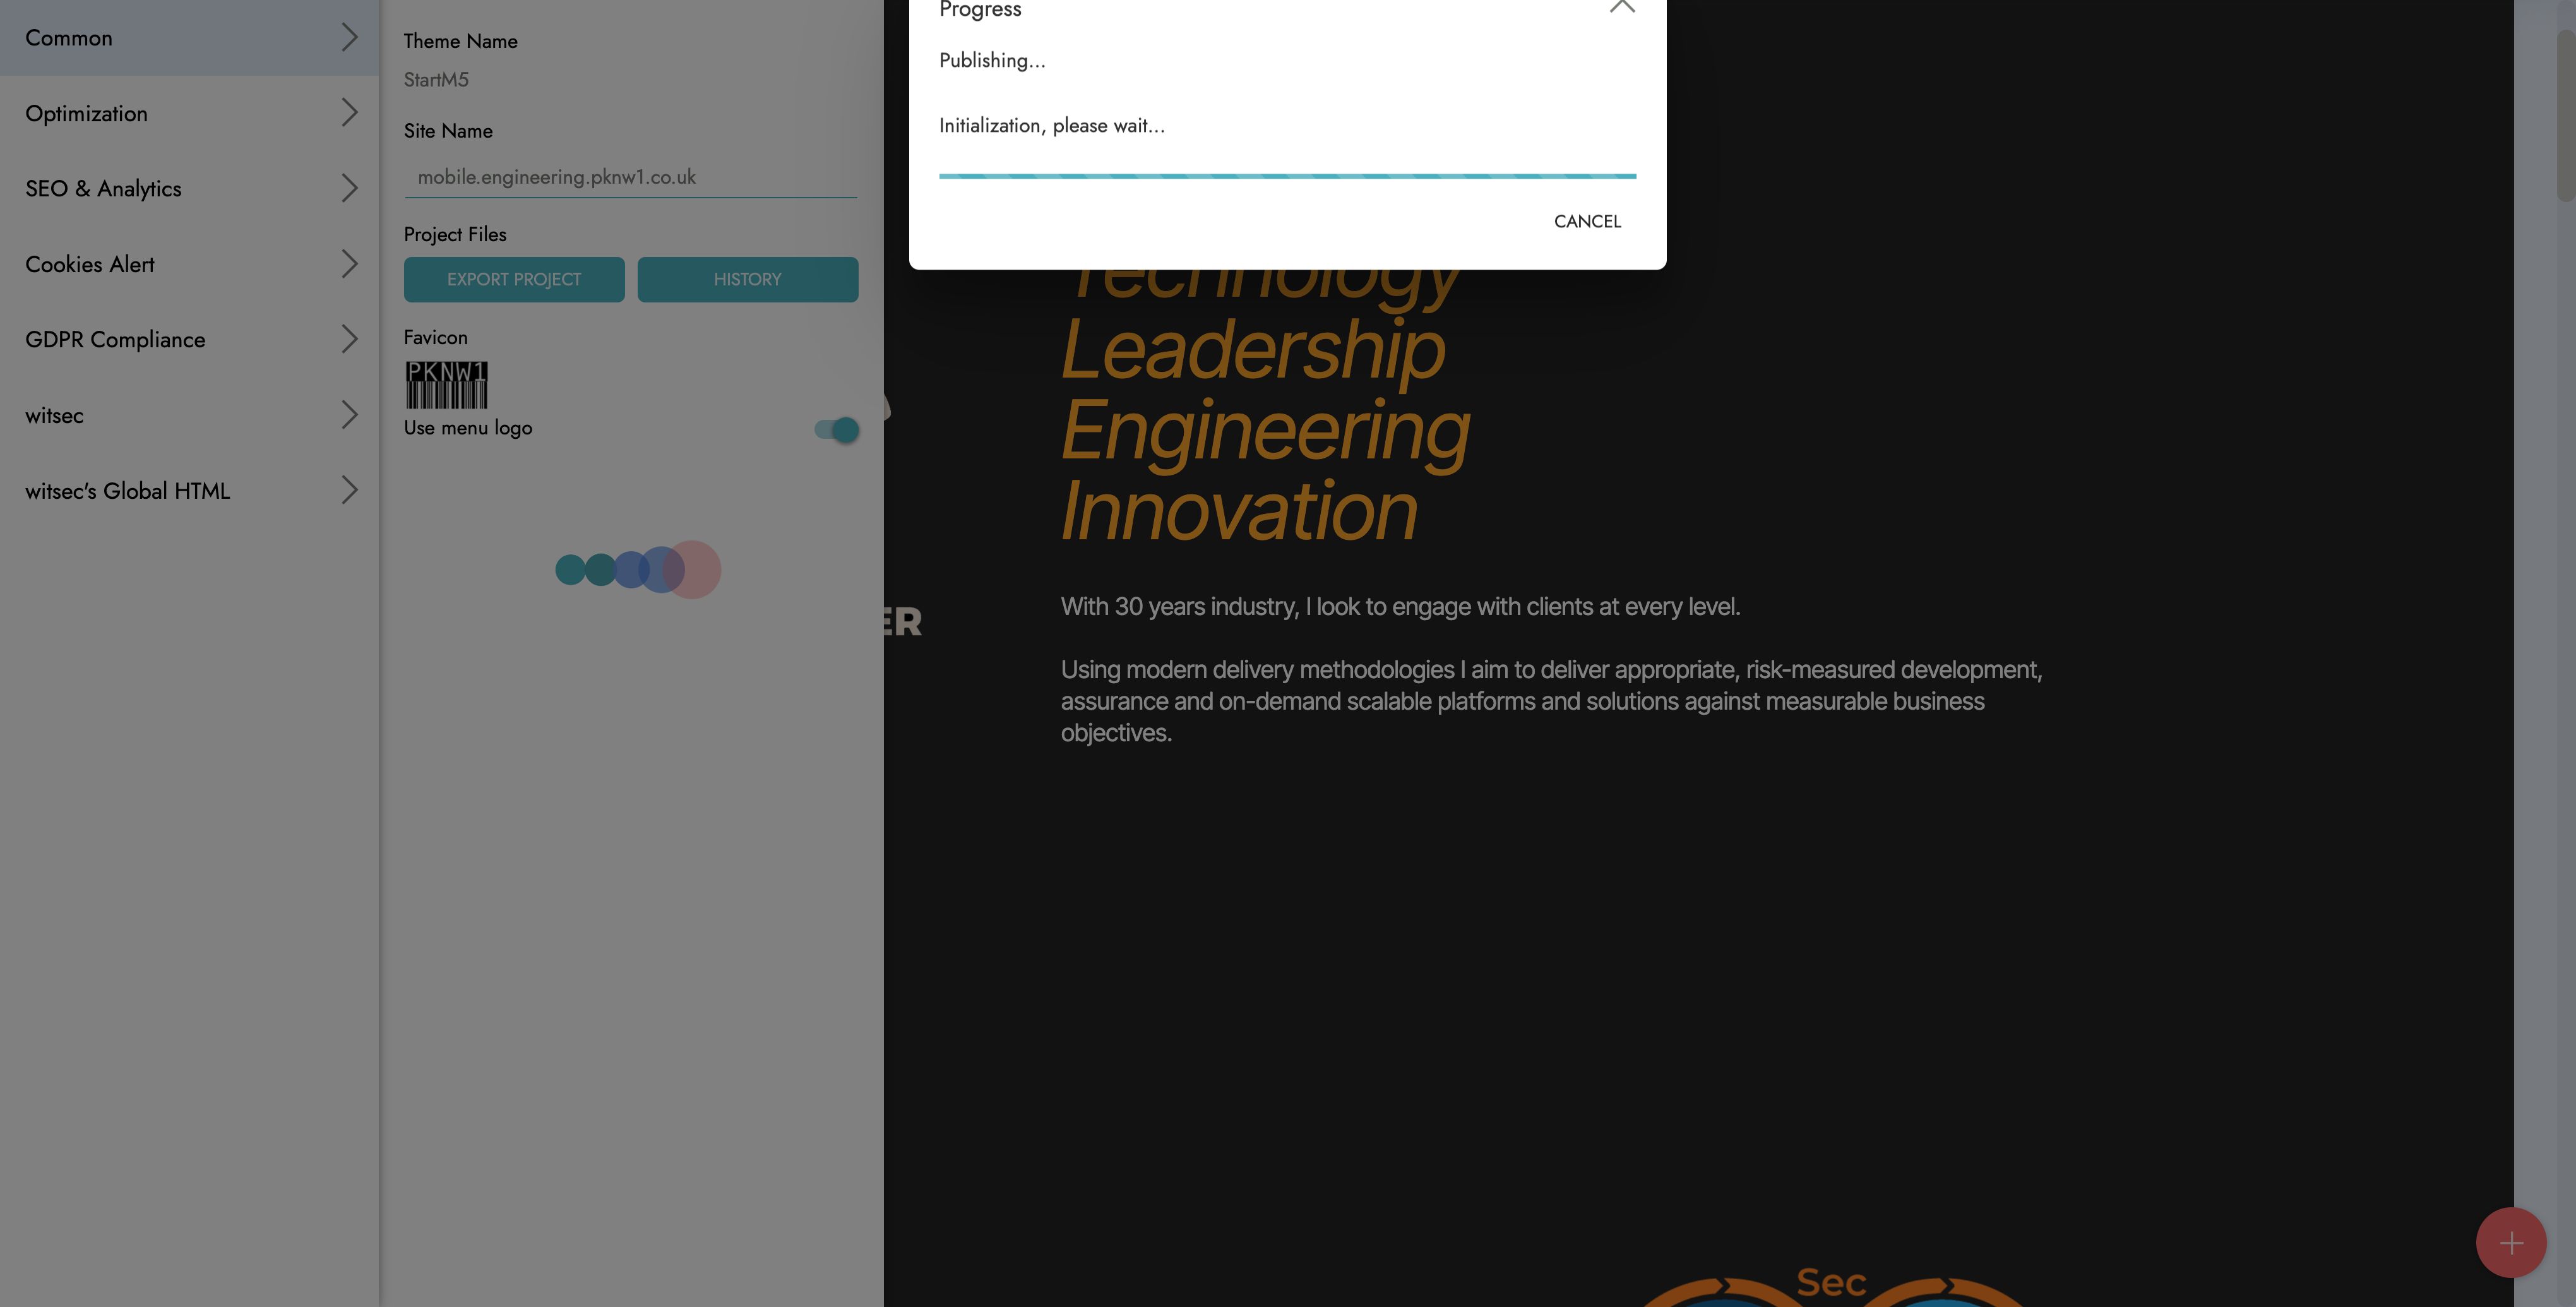 Common
Optimization
SEO & Analytics
Cookies Alert
GDPR Compliance
witsec
witsec's Global HTML
Theme Name
StartM5
Site Name
mobile.engineering.pknw1.co.uk
Project Files
EXPORT PROJECT
HISTORY
Favicon
PKNW1
Use menu logo
Progress
Publishing...
Initialization, please wait...
CANCEL
Technology
Leadership
Engineering
Innovation
ER
With 30 years industry, I look to engage with clients at every level.
Using modern delivery methodologies I aim to deliver appropriate, risk-measured development,
assurance and on-demand scalable platforms and solutions against measurable business
objectives.
Sec